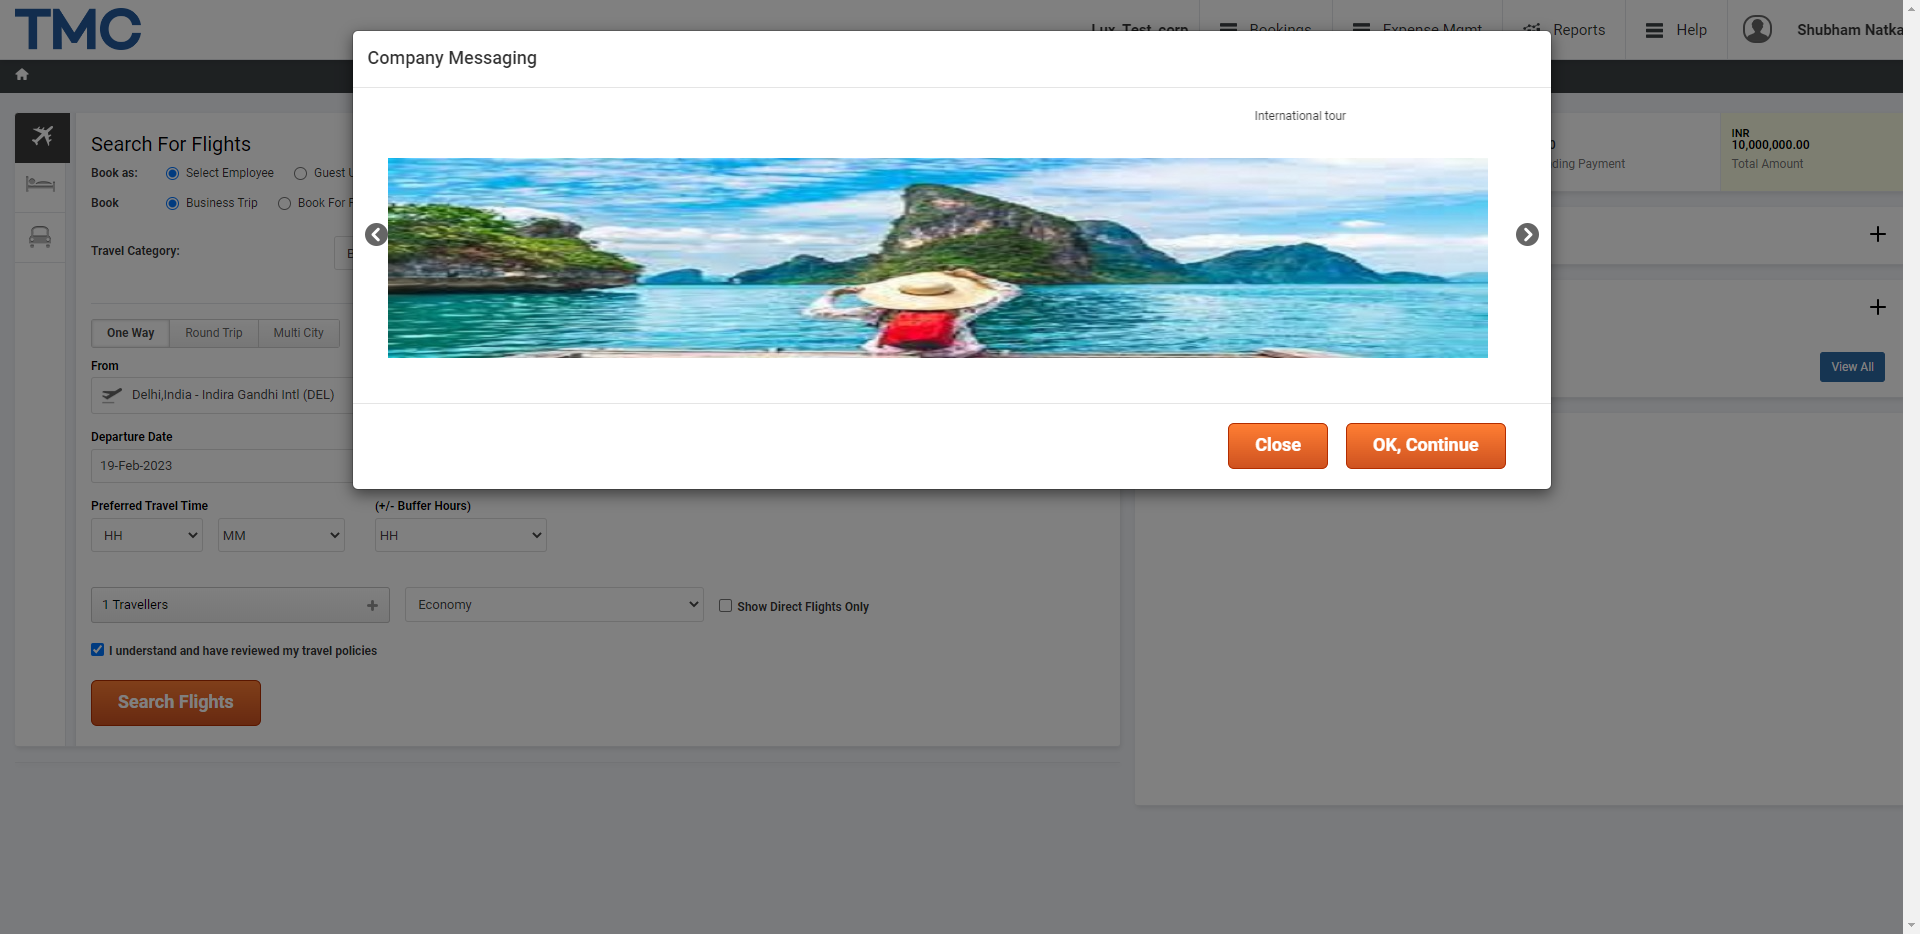 TMC
Lux_Test_corp
Bookings
Expense Mgmt
Reports
Help
Shubham Natka
Company Messaging
International tour
Close
OK, Continue
Search For Flights
Book as:
Select Employee
Guest
Book
Business Trip
Book For
Travel Category:
One Way
Round Trip
Multi City
From
Delhi,India - Indira Gandhi Intl (DEL)
Departure Date
19-Feb-2023
Preferred Travel Time
(+/- Buffer Hours)
HH
MM
HH
1 Travellers
Economy
Show Direct Flights Only
I understand and have reviewed my travel policies
Search Flights
Payment
INR
10,000,000.00
Total Amount
View All